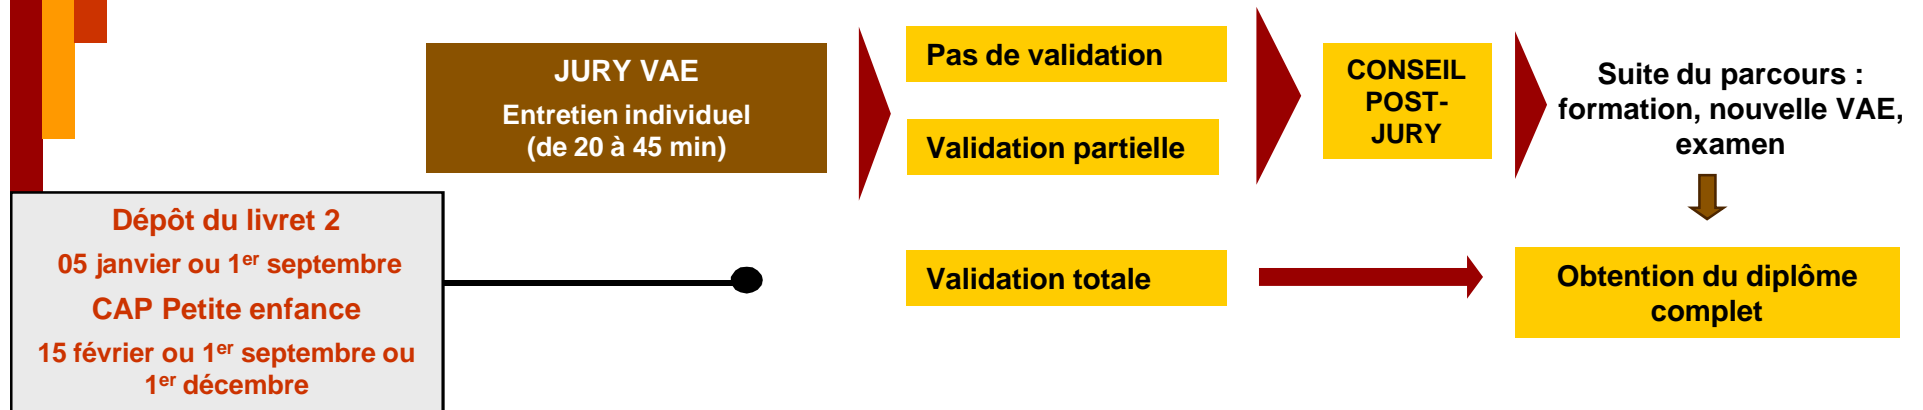 JURY VAE
Entretien individuel
(de 20 à 45 min)
Pas de validation
Validation partielle
Validation totale
CONSEIL
POST-
JURY
Suite du parcours :
formation, nouvelle VAE,
examen
Obtention du diplôme
complet
Dépôt du livret 2
05 janvier ou 1er septembre
CAP Petite enfance
15 février ou 1er septembre ou
1er décembre